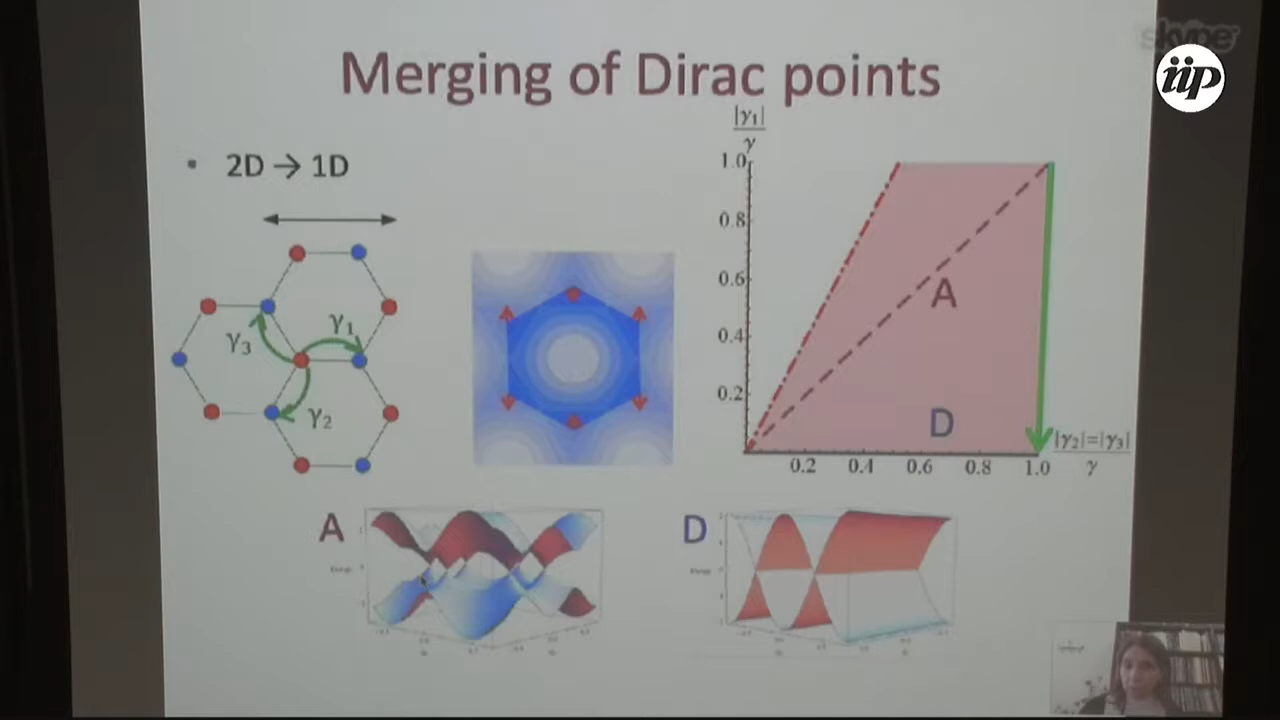 skype
iip
Merging of Dirac points
• 2D → 1D
|γ₁|
γ
1.0
0.8
0.6
0.4
0.2
0.2 0.4 0.6 0.8 1.0
|γ₂|=|γ₃|
γ
A
D
γ₁
γ₃
γ₂
A
D